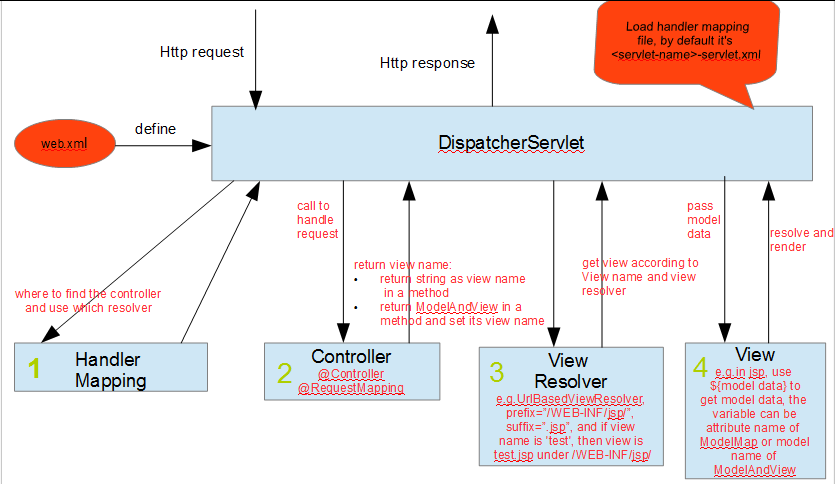 Http request
Http response
Load handler mapping
file, by default it's
<servlet-name>-servlet.xml
web.xml
define
DispatcherServlet
where to find the controller
and use which resolver
call to
handle
request
return view name:
• return string as view name
in a method
• return ModelAndView in a
method and set its view name
get view according to
View name and view
resolver
pass
model
data
resolve and
render
1
Handler
Mapping
2
Controller
@Controller
@RequestMapping
3
View
Resolver
e.g.UrlBasedViewResolver,
prefix="/WEB-INF/jsp/",
suffix=".jsp", and if view
name is 'test', then view is
test.jsp under /WEB-INF/jsp/
4
View
e.g.in jsp, use
${model data} to
get model data, the
variable can be
attribute name of
ModelMap or model
name of
ModelAndView